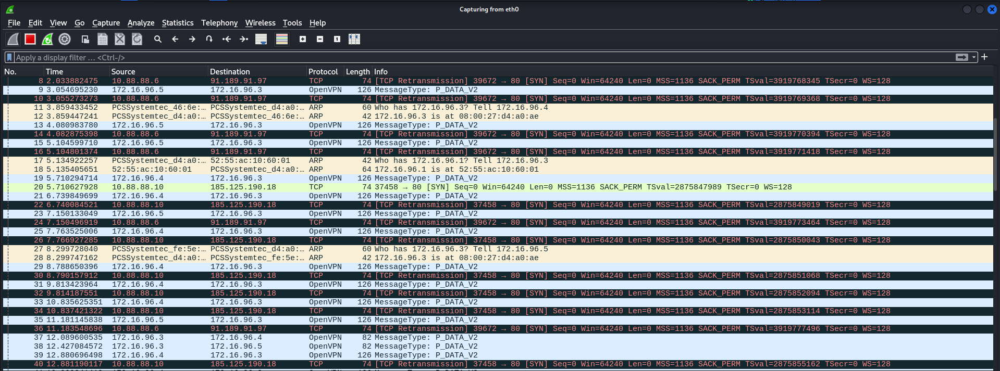 Capturing from eth0
File Edit View Go Capture Analyze Statistics Telephony Wireless Tools Help
Apply a display filter … <Ctrl-/>
No. Time Source Destination Protocol Length Info
8 2.033882475 10.88.88.6 91.189.91.97 TCP 74 [TCP Retransmission] 39672 → 80 [SYN] Seq=0 Win=64240 Len=0 MSS=1136 SACK_PERM TSval=3919768345 TSecr=0 WS=128
9 3.054695230 172.16.96.5 172.16.96.3 OpenVPN 126 MessageType: P_DATA_V2
10 3.055273273 10.88.88.6 91.189.91.97 TCP 74 [TCP Retransmission] 39672 → 80 [SYN] Seq=0 Win=64240 Len=0 MSS=1136 SACK_PERM TSval=3919769368 TSecr=0 WS=128
11 3.859433452 PCSSystemtec_46:6e:… PCSSystemtec_d4:a0:… ARP 60 Who has 172.16.96.3? Tell 172.16.96.4
12 3.859447241 PCSSystemtec_d4:a0:… PCSSystemtec_46:6e:… ARP 42 172.16.96.3 is at 08:00:27:d4:a0:ae
13 4.080983780 172.16.96.5 172.16.96.3 OpenVPN 126 MessageType: P_DATA_V2
14 4.082875398 10.88.88.6 91.189.91.97 TCP 74 [TCP Retransmission] 39672 → 80 [SYN] Seq=0 Win=64240 Len=0 MSS=1136 SACK_PERM TSval=3919770394 TSecr=0 WS=128
15 5.104599710 172.16.96.5 172.16.96.3 OpenVPN 126 MessageType: P_DATA_V2
16 5.104801374 10.88.88.6 91.189.91.97 TCP 74 [TCP Retransmission] 39672 → 80 [SYN] Seq=0 Win=64240 Len=0 MSS=1136 SACK_PERM TSval=3919771418 TSecr=0 WS=128
17 5.134922257 PCSSystemtec_d4:a0:… 52:55:ac:10:60:01 ARP 42 Who has 172.16.96.1? Tell 172.16.96.3
18 5.135405651 52:55:ac:10:60:01 PCSSystemtec_d4:a0:… ARP 64 172.16.96.1 is at 52:55:ac:10:60:01
19 5.710294714 172.16.96.4 172.16.96.3 OpenVPN 126 MessageType: P_DATA_V2
20 5.710627928 10.88.88.10 185.125.190.18 TCP 74 37458 → 80 [SYN] Seq=0 Win=64240 Len=0 MSS=1136 SACK_PERM TSval=2875847989 TSecr=0 WS=128
21 6.739849699 172.16.96.4 172.16.96.3 OpenVPN 126 MessageType: P_DATA_V2
22 6.740084521 10.88.88.10 185.125.190.18 TCP 74 [TCP Retransmission] 37458 → 80 [SYN] Seq=0 Win=64240 Len=0 MSS=1136 SACK_PERM TSval=2875849019 TSecr=0 WS=128
23 7.150133049 172.16.96.5 172.16.96.3 OpenVPN 126 MessageType: P_DATA_V2
24 7.150496919 10.88.88.6 91.189.91.97 TCP 74 [TCP Retransmission] 39672 → 80 [SYN] Seq=0 Win=64240 Len=0 MSS=1136 SACK_PERM TSval=3919773464 TSecr=0 WS=128
25 7.763525006 172.16.96.4 172.16.96.3 OpenVPN 126 MessageType: P_DATA_V2
26 7.766927285 10.88.88.10 185.125.190.18 TCP 74 [TCP Retransmission] 37458 → 80 [SYN] Seq=0 Win=64240 Len=0 MSS=1136 SACK_PERM TSval=2875850043 TSecr=0 WS=128
27 8.299728040 PCSSystemtec_fe:5e:… PCSSystemtec_d4:a0:… ARP 60 Who has 172.16.96.3? Tell 172.16.96.5
28 8.299747162 PCSSystemtec_d4:a0:… PCSSystemtec_fe:5e:… ARP 42 172.16.96.3 is at 08:00:27:d4:a0:ae
29 8.788650396 172.16.96.4 172.16.96.3 OpenVPN 126 MessageType: P_DATA_V2
30 8.790157912 10.88.88.10 185.125.190.18 TCP 74 [TCP Retransmission] 37458 → 80 [SYN] Seq=0 Win=64240 Len=0 MSS=1136 SACK_PERM TSval=2875851068 TSecr=0 WS=128
31 9.813423964 172.16.96.4 172.16.96.3 OpenVPN 126 MessageType: P_DATA_V2
32 9.814187551 10.88.88.10 185.125.190.18 TCP 74 [TCP Retransmission] 37458 → 80 [SYN] Seq=0 Win=64240 Len=0 MSS=1136 SACK_PERM TSval=2875852094 TSecr=0 WS=128
33 10.835625351 172.16.96.4 172.16.96.3 OpenVPN 126 MessageType: P_DATA_V2
34 10.837421322 10.88.88.10 185.125.190.18 TCP 74 [TCP Retransmission] 37458 → 80 [SYN] Seq=0 Win=64240 Len=0 MSS=1136 SACK_PERM TSval=2875853114 TSecr=0 WS=128
35 11.181145838 172.16.96.5 172.16.96.3 OpenVPN 126 MessageType: P_DATA_V2
36 11.183548696 10.88.88.6 91.189.91.97 TCP 74 [TCP Retransmission] 39672 → 80 [SYN] Seq=0 Win=64240 Len=0 MSS=1136 SACK_PERM TSval=3919777496 TSecr=0 WS=128
37 12.089600535 172.16.96.3 172.16.96.4 OpenVPN 82 MessageType: P_DATA_V2
38 12.427084572 172.16.96.3 172.16.96.5 OpenVPN 82 MessageType: P_DATA_V2
39 12.880696498 172.16.96.4 172.16.96.3 OpenVPN 126 MessageType: P_DATA_V2
40 12.881190117 10.88.88.10 185.125.190.18 TCP 74 [TCP Retransmission] 37458 → 80 [SYN] Seq=0 Win=64240 Len=0 MSS=1136 SACK_PERM TSval=2875855162 TSecr=0 WS=128